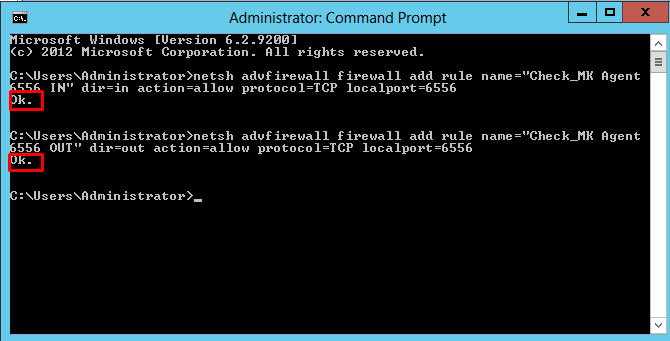 Administrator: Command Prompt
Microsoft Windows [Version 6.2.9200]
(c) 2012 Microsoft Corporation. All rights reserved.
C:\Users\Administrator>netsh advfirewall firewall add rule name="Check_MK Agent
6556 IN" dir=in action=allow protocol=TCP localport=6556
Ok.
C:\Users\Administrator>netsh advfirewall firewall add rule name="Check_MK Agent
6556 OUT" dir=out action=allow protocol=TCP localport=6556
Ok.
C:\Users\Administrator>_